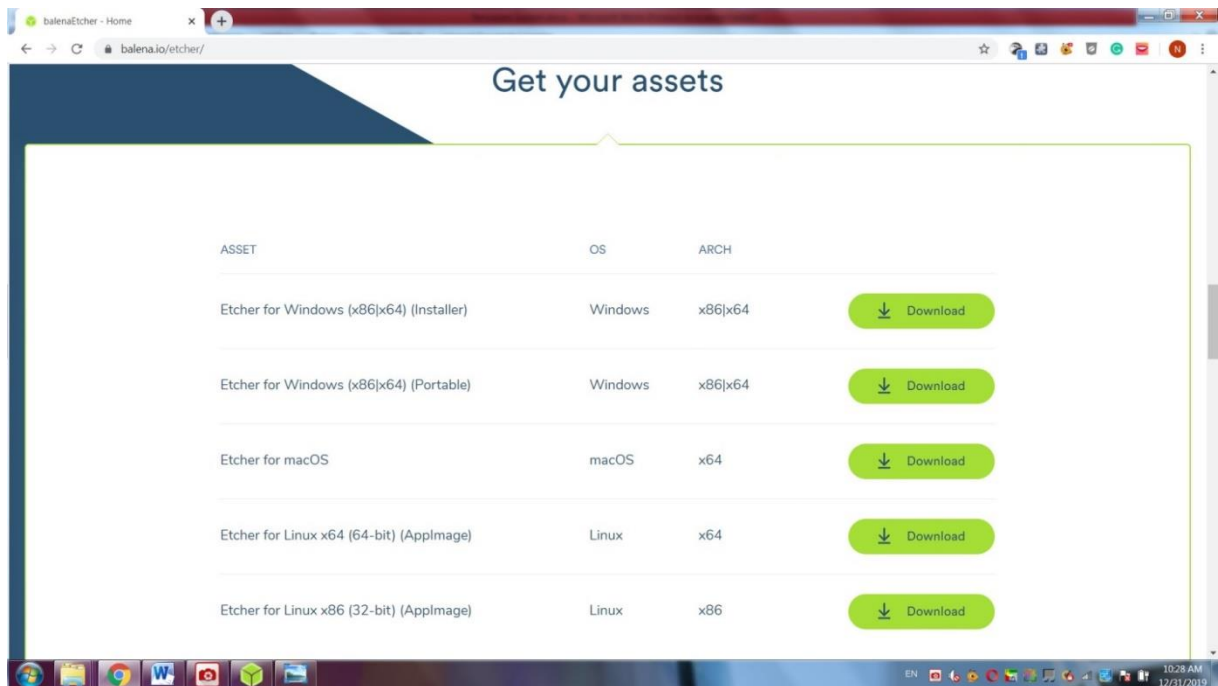 balenaEtcher - Home
balena.io/etcher/
N
Get your assets
ASSET OS ARCH
Etcher for Windows (x86|x64) (Installer) Windows x86|x64 Download
Etcher for Windows (x86|x64) (Portable) Windows x86|x64 Download
Etcher for macOS macOS x64 Download
Etcher for Linux x64 (64-bit) (AppImage) Linux x64 Download
Etcher for Linux x86 (32-bit) (AppImage) Linux x86 Download
W
EN
10:28 AM
12/31/2019